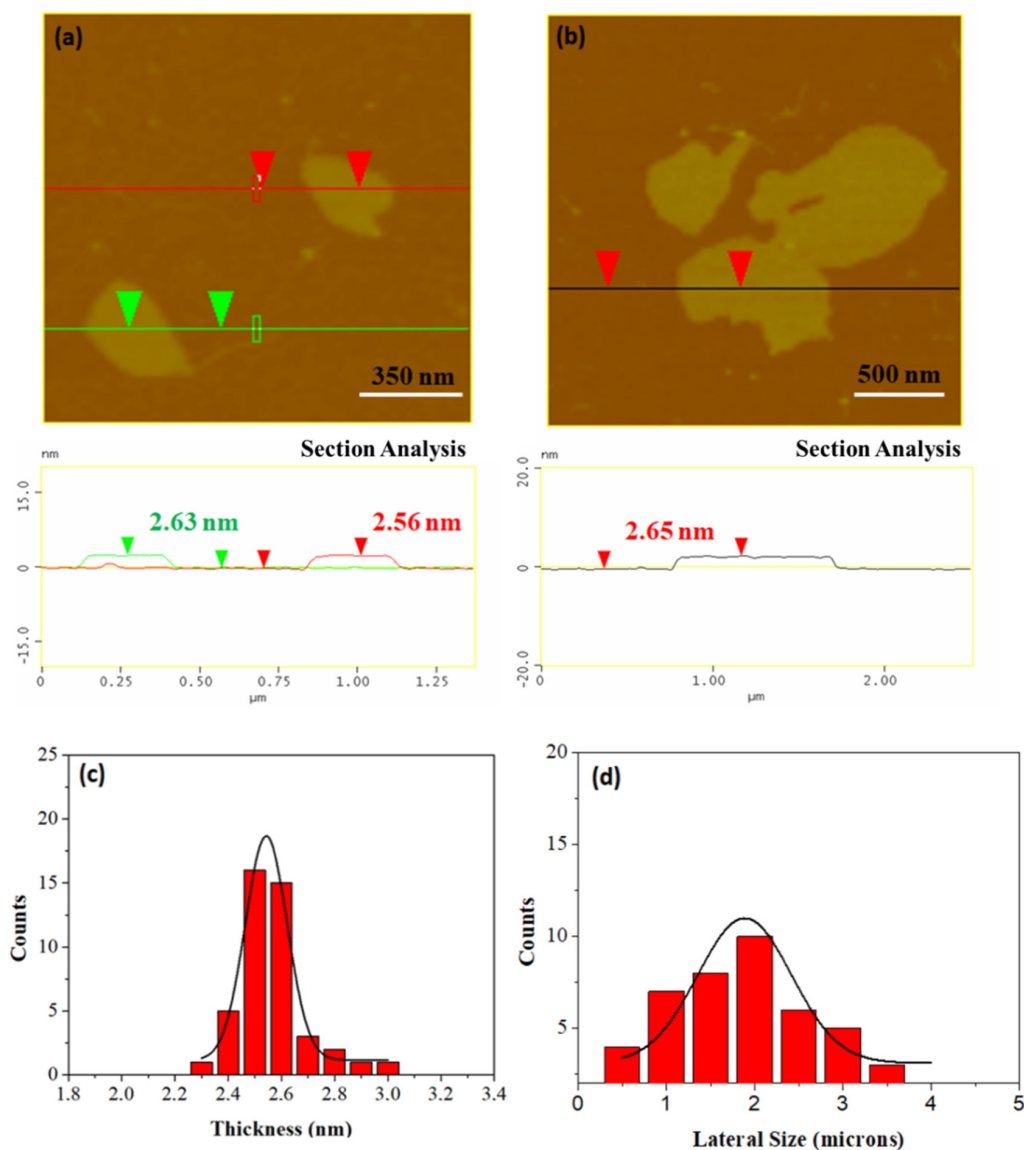 (a)
350 nm
(b)
500 nm
Section Analysis
nm
15.0
0
-15.0
2.63 nm
2.56 nm
0 0.25 0.50 0.75 1.00 1.25
µm
Section Analysis
nm
20.0
0
-20.0
2.65 nm
0 1.00 2.00
µm
(c)
25
20
15
10
5
0
Counts
1.8 2.0 2.2 2.4 2.6 2.8 3.0 3.2 3.4
Thickness (nm)
(d)
20
15
10
5
Counts
0 1 2 3 4 5
Lateral Size (microns)